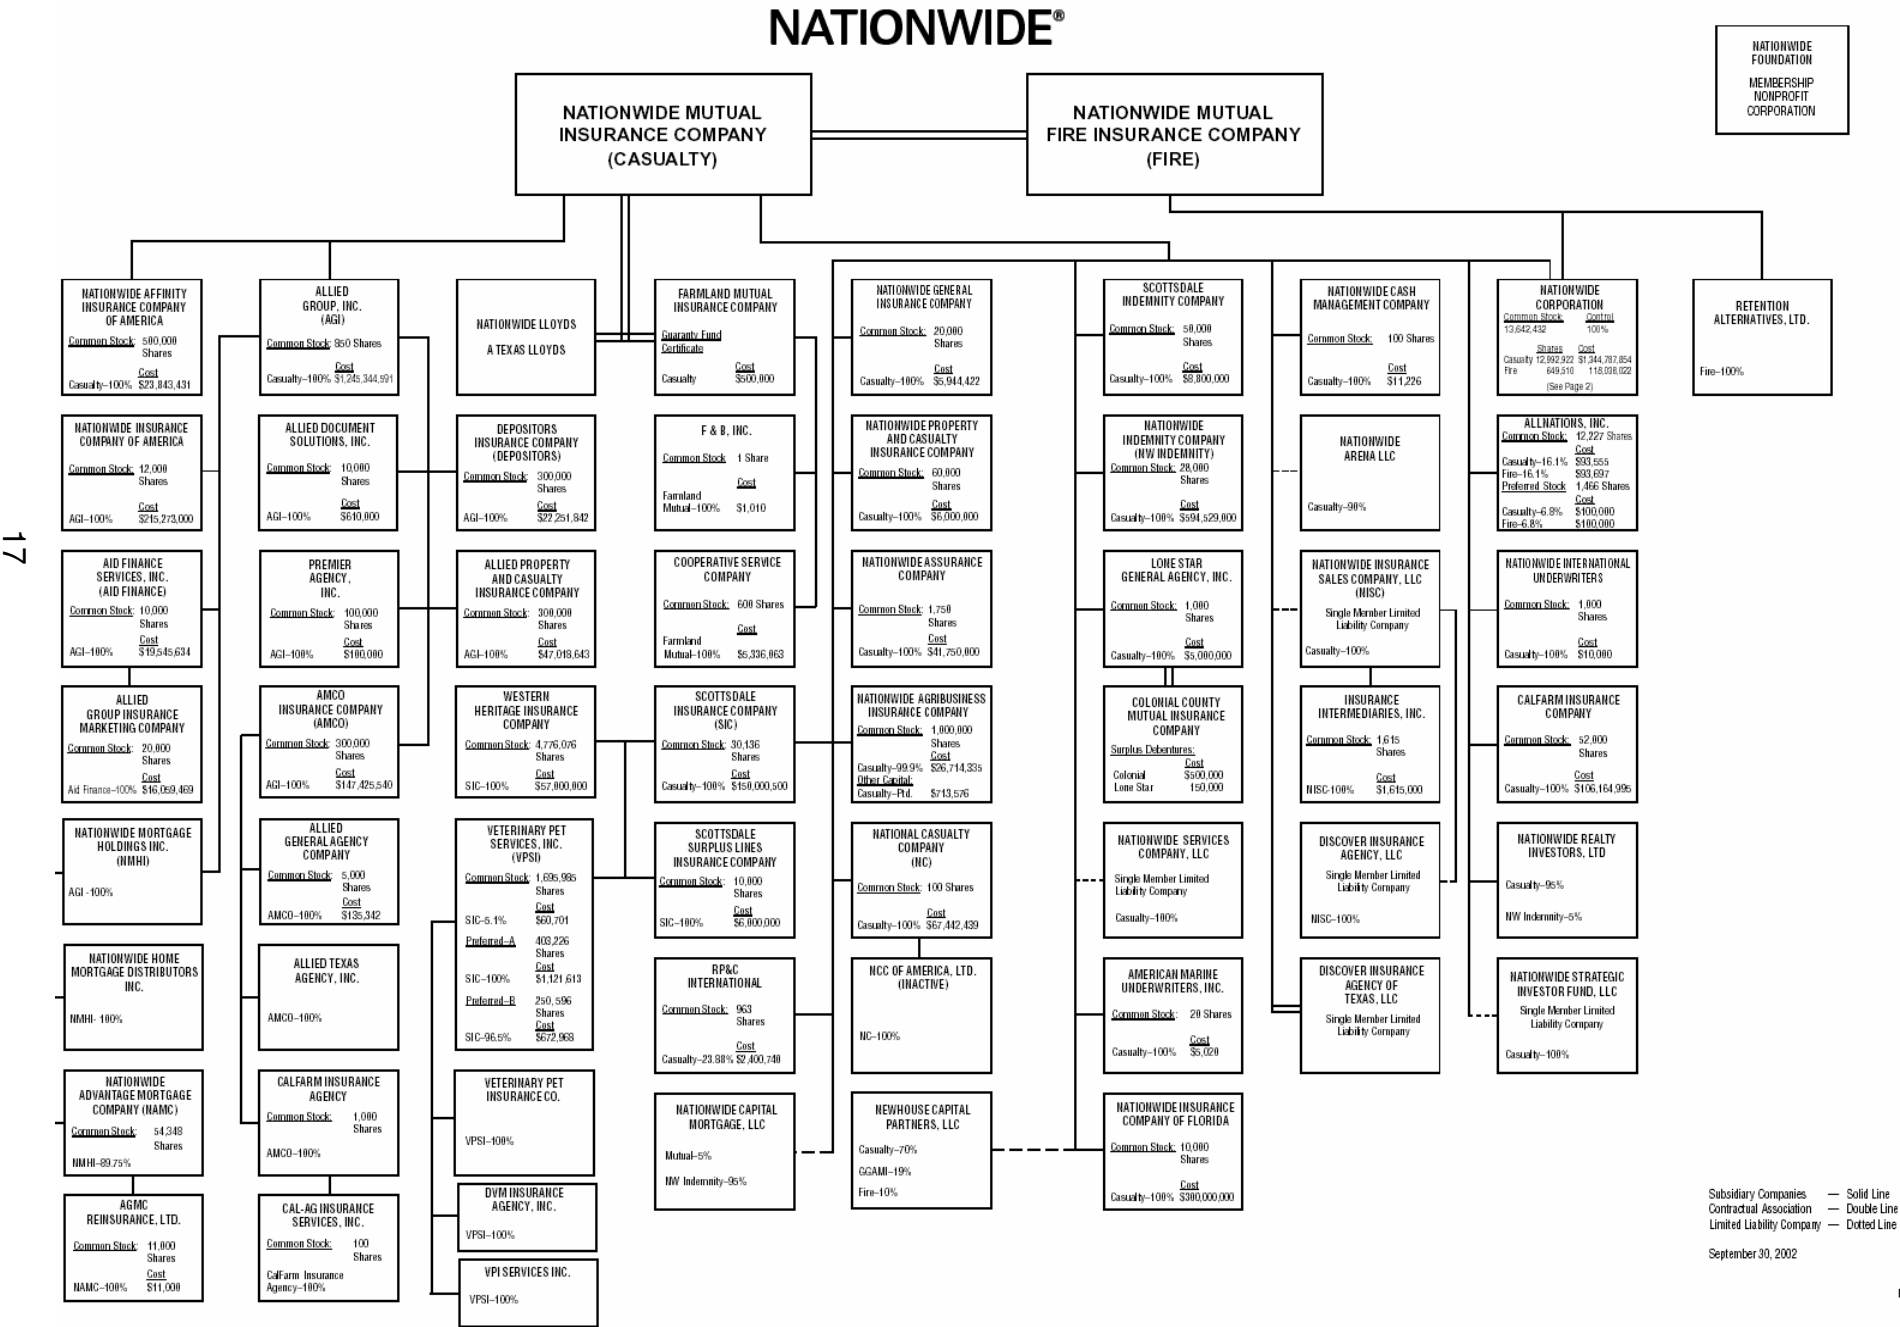 NATIONWIDE®
NATIONWIDE
FOUNDATION
MEMBERSHIP
NONPROFIT
CORPORATION
NATIONWIDE MUTUAL
INSURANCE COMPANY
(CASUALTY)
NATIONWIDE MUTUAL
FIRE INSURANCE COMPANY
(FIRE)
NATIONWIDE AFFINITY
INSURANCE COMPANY
OF AMERICA
Common Stock: 500,000
Shares
Cost
Casualty–100% $23,843,431
ALLIED
GROUP, INC.
(AGI)
Common Stock: 850 Shares
Cost
Casualty–100% $1,245,344,591
NATIONWIDE LLOYDS
A TEXAS LLOYDS
FARMLAND MUTUAL
INSURANCE COMPANY
Guaranty Fund
Certificate
Cost
Casualty $500,000
NATIONWIDE GENERAL
INSURANCE COMPANY
Common Stock: 20,000
Shares
Cost
Casualty–100% $5,944,422
SCOTTSDALE
INDEMNITY COMPANY
Common Stock: 50,000
Shares
Cost
Casualty–100% $8,800,000
NATIONWIDE CASH
MANAGEMENT COMPANY
Common Stock: 100 Shares
Cost
Casualty–100% $11,226
NATIONWIDE
CORPORATION
Common Stock: Control
13,642,432 100%
Shares Cost
Casualty 12,992,922 $1,344,787,854
Fire 649,510 118,038,022
(See Page 2)
RETENTION
ALTERNATIVES, LTD.
Fire–100%
NATIONWIDE INSURANCE
COMPANY OF AMERICA
Common Stock: 12,000
Shares
Cost
AGI–100% $215,273,000
ALLIED DOCUMENT
SOLUTIONS, INC.
Common Stock: 10,000
Shares
Cost
AGI–100% $610,000
DEPOSITORS
INSURANCE COMPANY
(DEPOSITORS)
Common Stock: 300,000
Shares
Cost
AGI–100% $22,251,842
F & B, INC.
Common Stock 1 Share
Cost
Farmland
Mutual–100% $1,010
NATIONWIDE PROPERTY
AND CASUALTY
INSURANCE COMPANY
Common Stock: 60,000
Shares
Cost
Casualty–100% $6,000,000
NATIONWIDE
INDEMNITY COMPANY
(NW INDEMNITY)
Common Stock: 28,000
Shares
Cost
Casualty–100% $594,529,000
NATIONWIDE
ARENA LLC
Casualty–90%
ALLNATIONS, INC.
Common Stock: 12,227 Shares
Cost
Casualty–16.1% $93,555
Fire–16.1% $93,697
Preferred Stock 1,466 Shares
Cost
Casualty–6.8% $100,000
Fire–6.8% $100,000
17
AID FINANCE
SERVICES, INC.
(AID FINANCE)
Common Stock: 10,000
Shares
Cost
AGI–100% $19,545,634
PREMIER
AGENCY,
INC.
Common Stock: 100,000
Shares
Cost
AGI–100% $100,000
ALLIED PROPERTY
AND CASUALTY
INSURANCE COMPANY
Common Stock: 300,000
Shares
Cost
AGI–100% $47,018,643
COOPERATIVE SERVICE
COMPANY
Common Stock: 600 Shares
Cost
Farmland
Mutual–100% $5,336,063
NATIONWIDE ASSURANCE
COMPANY
Common Stock: 1,750
Shares
Cost
Casualty–100% $41,750,000
LONE STAR
GENERAL AGENCY, INC.
Common Stock: 1,000
Shares
Cost
Casualty–100% $5,000,000
NATIONWIDE INSURANCE
SALES COMPANY, LLC
(NISC)
Single Member Limited
Liability Company
Casualty–100%
NATIONWIDE INTERNATIONAL
UNDERWRITERS
Common Stock: 1,000
Shares
Cost
Casualty–100% $10,000
ALLIED
GROUP INSURANCE
MARKETING COMPANY
Common Stock: 20,000
Shares
Cost
Aid Finance–100% $16,059,469
AMCO
INSURANCE COMPANY
(AMCO)
Common Stock: 300,000
Shares
Cost
AGI–100% $147,425,540
WESTERN
HERITAGE INSURANCE
COMPANY
Common Stock: 4,776,076
Shares
Cost
SIC–100% $57,000,000
SCOTTSDALE
INSURANCE COMPANY
(SIC)
Common Stock: 30,136
Shares
Cost
Casualty–100% $150,000,500
NATIONWIDE AGRIBUSINESS
INSURANCE COMPANY
Common Stock: 1,000,000
Shares
Cost
Casualty–99.9% $26,714,335
Other Capital:
Casualty–Ptd. $713,576
COLONIAL COUNTY
MUTUAL INSURANCE
COMPANY
Surplus Debentures:
Cost
Colonial $500,000
Lone Star 150,000
INSURANCE
INTERMEDIARIES, INC.
Common Stock: 1,615
Shares
Cost
NISC-100% $1,615,000
CALFARM INSURANCE
COMPANY
Common Stock: 52,000
Shares
Cost
Casualty–100% $106,164,995
NATIONWIDE MORTGAGE
HOLDINGS INC.
(NMHI)
AGI -100%
ALLIED
GENERAL AGENCY
COMPANY
Common Stock: 5,000
Shares
Cost
AMCO–100% $135,342
VETERINARY PET
SERVICES, INC.
(VPSI)
Common Stock: 1,695,985
Shares
Cost
SIC–5.1% $60,701
Preferred–A 403,226
Shares
Cost
SIC–100% $1,121,613
Preferred–B 250,596
Shares
Cost
SIC–96.5% $672,968
SCOTTSDALE
SURPLUS LINES
INSURANCE COMPANY
Common Stock: 10,000
Shares
Cost
SIC–100% $6,000,000
NATIONAL CASUALTY
COMPANY
(NC)
Common Stock: 100 Shares
Cost
Casualty–100% $67,442,439
NATIONWIDE SERVICES
COMPANY, LLC
Single Member Limited
Liability Company
Casualty–100%
DISCOVER INSURANCE
AGENCY, LLC
Single Member Limited
Liability Company
NISC–100%
NATIONWIDE REALTY
INVESTORS, LTD
Casualty–95%
NW Indemnity–5%
NATIONWIDE HOME
MORTGAGE DISTRIBUTORS
INC.
NMHI- 100%
ALLIED TEXAS
AGENCY, INC.
AMCO–100%
RP&C
INTERNATIONAL
Common Stock: 963
Shares
Cost
Casualty–23.88% $2,400,740
NCC OF AMERICA, LTD.
(INACTIVE)
NC–100%
AMERICAN MARINE
UNDERWRITERS, INC.
Common Stock: 20 Shares
Cost
Casualty–100% $5,020
DISCOVER INSURANCE
AGENCY OF
TEXAS, LLC
Single Member Limited
Liability Company
NATIONWIDE STRATEGIC
INVESTOR FUND, LLC
Single Member Limited
Liability Company
Casualty–100%
NATIONWIDE
ADVANTAGE MORTGAGE
COMPANY (NAMC)
Common Stock: 54,348
Shares
NMHI–89.75%
CALFARM INSURANCE
AGENCY
Common Stock: 1,000
Shares
AMCO–100%
VETERINARY PET
INSURANCE CO.
VPSI–100%
NATIONWIDE CAPITAL
MORTGAGE, LLC
Mutual–5%
NW Indemnity–95%
NEWHOUSE CAPITAL
PARTNERS, LLC
Casualty–70%
GGAMI–19%
Fire–10%
NATIONWIDE INSURANCE
COMPANY OF FLORIDA
Common Stock: 10,000
Shares
Cost
Casualty–100% $300,000,000
AGMC
REINSURANCE, LTD.
Common Stock: 11,000
Shares
Cost
NAMC–100% $11,000
CAL-AG INSURANCE
SERVICES, INC.
Common Stock: 100
Shares
CalFarm Insurance
Agency–100%
DVM INSURANCE
AGENCY, INC.
VPSI–100%
VPI SERVICES INC.
VPSI–100%
Subsidiary Companies — Solid Line
Contractual Association — Double Line
Limited Liability Company — Dotted Line
September 30, 2002